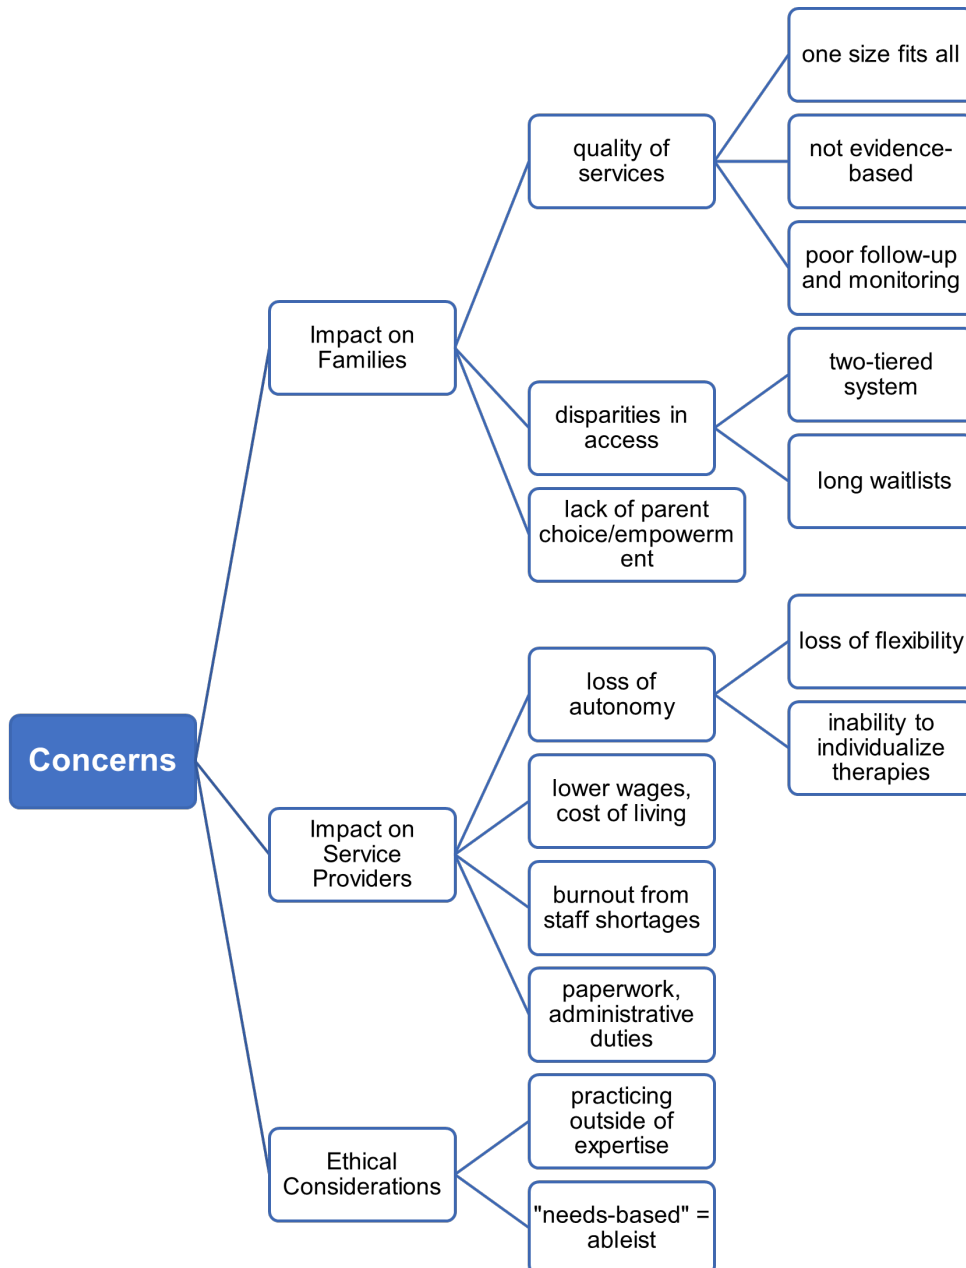 one size fits all
quality of
services
not evidence-
based
poor follow-up
and monitoring
Impact on
Families
two-tiered
system
disparities in
access
long waitlists
lack of parent
choice/empowerm
ent
loss of flexibility
loss of
autonomy
inability to
individualize
therapies
Concerns
lower wages,
cost of living
Impact on
Service
Providers
burnout from
staff shortages
paperwork,
administrative
duties
practicing
outside of
expertise
Ethical
Considerations
"needs-based" =
ableist